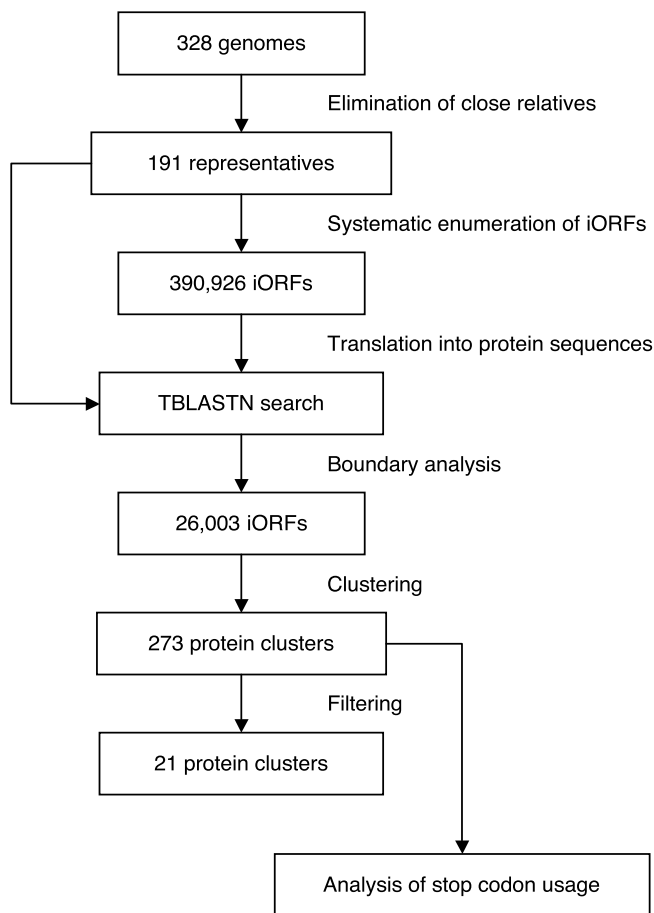 328 genomes
Elimination of close relatives
191 representatives
Systematic enumeration of iORFs
390,926 iORFs
Translation into protein sequences
TBLASTN search
Boundary analysis
26,003 iORFs
Clustering
273 protein clusters
Filtering
21 protein clusters
Analysis of stop codon usage